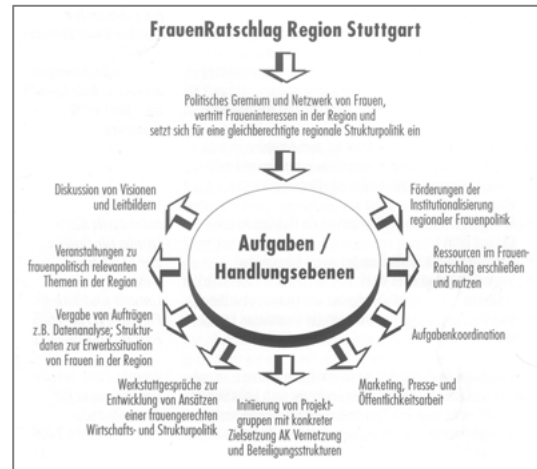 FrauenRatschlag Region Stuttgart
Politisches Gremium und Netzwerk von Frauen,
vertritt Fraueninteressen in der Region und
setzt sich für eine gleichberechtigte regionale Strukturpolitik ein
Aufgaben /
Handlungsebenen
Diskussion von Visionen
und Leitbildern
Veranstaltungen zu
frauenpolitisch relevanten
Themen in der Region
Vergabe von Aufträgen
z.B. Datenanalyse; Struktur-
daten zur Erwerbssituation
von Frauen in der Region
Werkstattgespräche zur
Entwicklung von Ansätzen
einer frauengerechten
Wirtschafts- und Strukturpolitik
Initiierung von Projekt-
gruppen mit konkreter
Zielsetzung AK Vernetzung
und Beteiligungsstrukturen
Marketing, Presse- und
Öffentlichkeitsarbeit
Aufgabenkoordination
Ressourcen im Frauen-
Ratschlag erschließen
und nutzen
Förderungen der
Institutionalisierung
regionaler Frauenpolitik